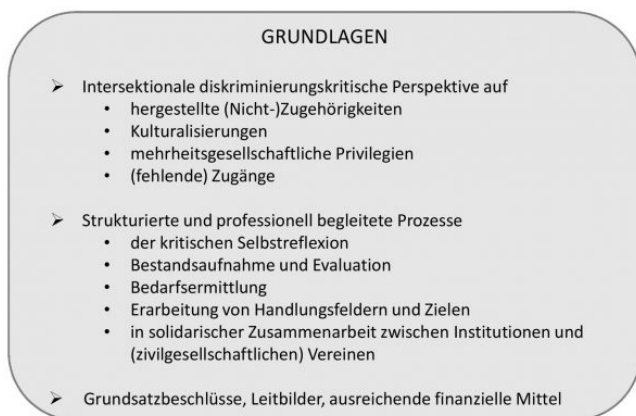 GRUNDLAGEN
➢ Intersektionale diskriminierungskritische Perspektive auf
• hergestellte (Nicht-)Zugehörigkeiten
• Kulturalisierungen
• mehrheitsgesellschaftliche Privilegien
• (fehlende) Zugänge
➢ Strukturierte und professionell begleitete Prozesse
• der kritischen Selbstreflexion
• Bestandsaufnahme und Evaluation
• Bedarfsermittlung
• Erarbeitung von Handlungsfeldern und Zielen
• in solidarischer Zusammenarbeit zwischen Institutionen und
(zivilgesellschaftlichen) Vereinen
➢ Grundsatzbeschlüsse, Leitbilder, ausreichende finanzielle Mittel